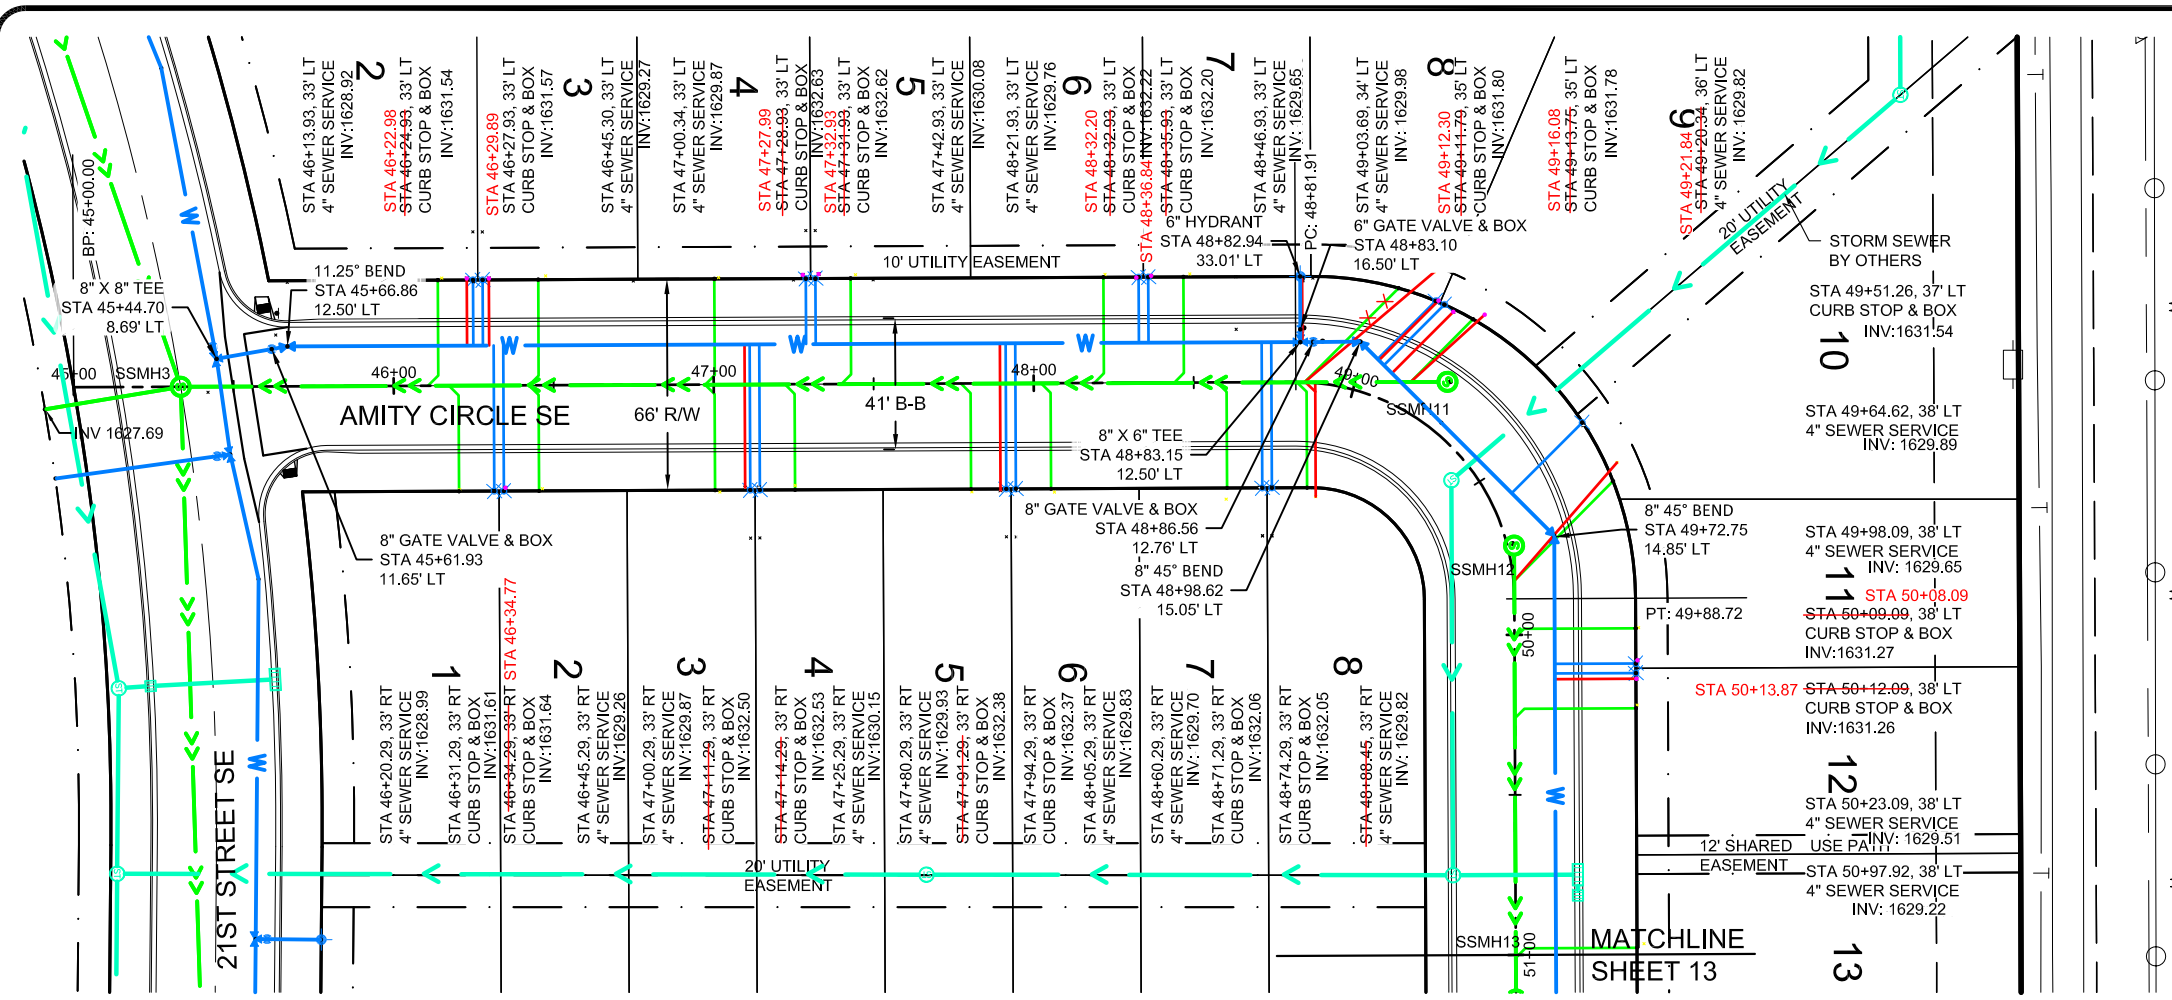 2
STA 46+13.93, 33' LT
4" SEWER SERVICE
INV:1628.92
STA 46+22.98
STA 46+24.93, 33' LT
CURB STOP & BOX
INV:1631.54
STA 46+29.89
STA 46+27.93, 33' LT
CURB STOP & BOX
INV:1631.57
3
STA 46+45.30, 33' LT
4" SEWER SERVICE
INV:1629.27
STA 47+00.34, 33' LT
4" SEWER SERVICE
INV:1629.87
4
STA 47+27.99
STA 47+28.93, 33' LT
CURB STOP & BOX
INV:1632.63
STA 47+32.93
STA 47+31.93, 33' LT
CURB STOP & BOX
INV:1632.62
5
STA 47+42.93, 33' LT
4" SEWER SERVICE
INV:1630.08
STA 48+21.93, 33' LT
4" SEWER SERVICE
INV:1629.76
6
STA 48+32.20
STA 48+32.93, 33' LT
CURB STOP & BOX
INV:1632.22
STA 48+36.84
STA 48+35.93, 33' LT
CURB STOP & BOX
INV:1632.20
7
STA 48+46.93, 33' LT
4" SEWER SERVICE
INV: 1629.65
PC: 48+81.91
STA 49+03.69, 34' LT
4" SEWER SERVICE
INV: 1629.98
8
STA 49+12.30
STA 49+11.79, 35' LT
CURB STOP & BOX
INV:1631.80
STA 49+16.08
STA 49+13.75, 35' LT
CURB STOP & BOX
INV:1631.78
9
STA 49+21.84
STA 49+20.34, 36' LT
4" SEWER SERVICE
INV: 1629.82
20' UTILITY
EASEMENT
STORM SEWER
BY OTHERS
STA 49+51.26, 37' LT
CURB STOP & BOX
INV:1631.54
10
STA 49+64.62, 38' LT
4" SEWER SERVICE
INV: 1629.89
BP: 45+00.00
8" X 8" TEE
STA 45+44.70
8.69' LT
11.25° BEND
STA 45+66.86
12.50' LT
10' UTILITY EASEMENT
6" HYDRANT
STA 48+82.94
33.01' LT
6" GATE VALVE & BOX
STA 48+83.10
16.50' LT
W
W
W
W
45+00
SSMH3
46+00
47+00
48+00
49+00
SSMH11
AMITY CIRCLE SE
66' R/W
41' B-B
INV 1627.69
8" X 6" TEE
STA 48+83.15
12.50' LT
8" GATE VALVE & BOX
STA 48+86.56
12.76' LT
8" 45° BEND
STA 48+98.62
15.05' LT
8" GATE VALVE & BOX
STA 45+61.93
11.65' LT
8" 45° BEND
STA 49+72.75
14.85' LT
SSMH12
PT: 49+88.72
STA 49+98.09, 38' LT
4" SEWER SERVICE
INV: 1629.65
11
STA 50+08.09
STA 50+09.09, 38' LT
CURB STOP & BOX
INV:1631.27
STA 50+13.87
STA 50+12.09, 38' LT
CURB STOP & BOX
INV:1631.26
12
STA 50+23.09, 38' LT
4" SEWER SERVICE
INV: 1629.51
12' SHARED USE PATH
EASEMENT
STA 50+97.92, 38' LT
4" SEWER SERVICE
INV: 1629.22
13
50+00
W
SSMH13
51+00
MATCHLINE
SHEET 13
STA 46+20.29, 33' RT
4" SEWER SERVICE
INV:1628.99
1
STA 46+31.29, 33' RT
CURB STOP & BOX
INV:1631.61
STA 46+34.77
STA 46+34.29, 33' RT
CURB STOP & BOX
INV:1631.64
2
STA 46+45.29, 33' RT
4" SEWER SERVICE
INV:1629.26
STA 47+00.29, 33' RT
4" SEWER SERVICE
INV:1629.87
3
STA 47+11.29, 33' RT
CURB STOP & BOX
INV:1632.50
STA 47+14.29, 33' RT
CURB STOP & BOX
INV:1632.53
4
STA 47+25.29, 33' RT
4" SEWER SERVICE
INV:1630.15
STA 47+80.29, 33' RT
4" SEWER SERVICE
INV:1629.93
5
STA 47+91.29, 33' RT
CURB STOP & BOX
INV:1632.38
STA 47+94.29, 33' RT
CURB STOP & BOX
INV:1632.37
6
STA 48+05.29, 33' RT
4" SEWER SERVICE
INV:1629.83
STA 48+60.29, 33' RT
4" SEWER SERVICE
INV: 1629.70
7
STA 48+71.29, 33' RT
CURB STOP & BOX
INV:1632.06
STA 48+74.29, 33' RT
CURB STOP & BOX
INV:1632.05
8
STA 48+88.45, 33' RT
4" SEWER SERVICE
INV: 1629.82
20' UTILITY
EASEMENT
21ST STREET SE
W